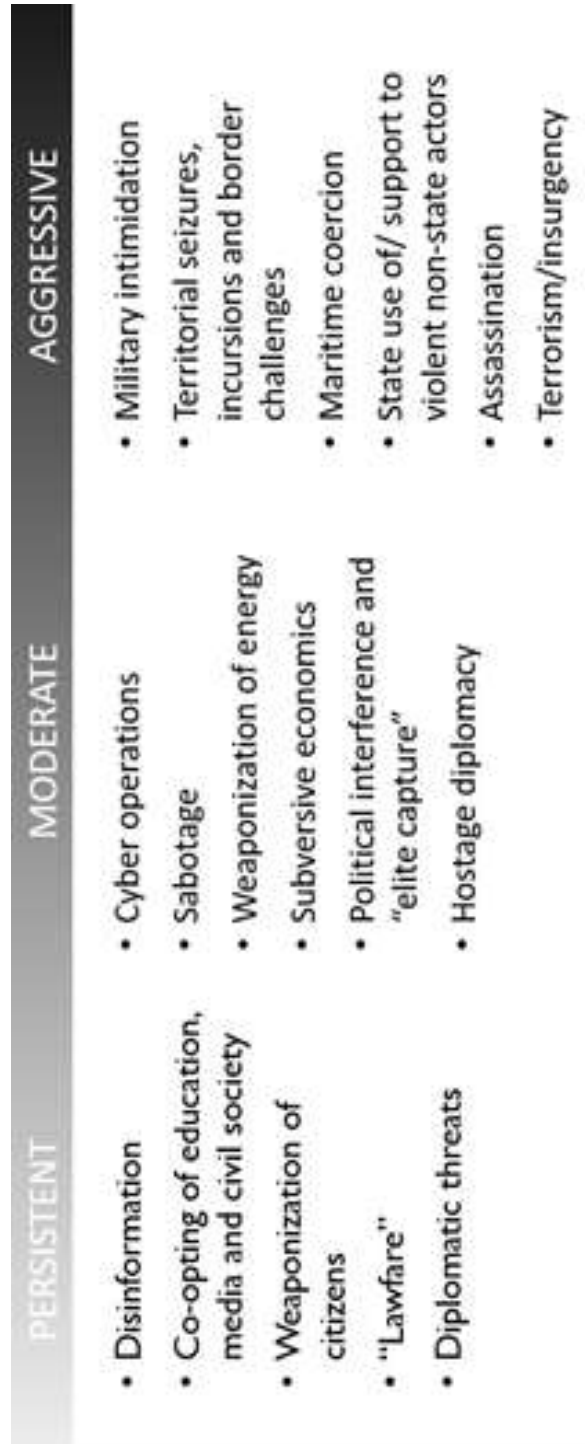 PERSISTENT
• Disinformation
• Co-opting of education,
media and civil society
• Weaponization of
citizens
• "Lawfare"
• Diplomatic threats
MODERATE
• Cyber operations
• Sabotage
• Weaponization of energy
• Subversive economics
• Political interference and
"elite capture"
• Hostage diplomacy
AGGRESSIVE
• Military intimidation
• Territorial seizures,
incursions and border
challenges
• Maritime coercion
• State use of/ support to
violent non-state actors
• Assassination
• Terrorism/insurgency